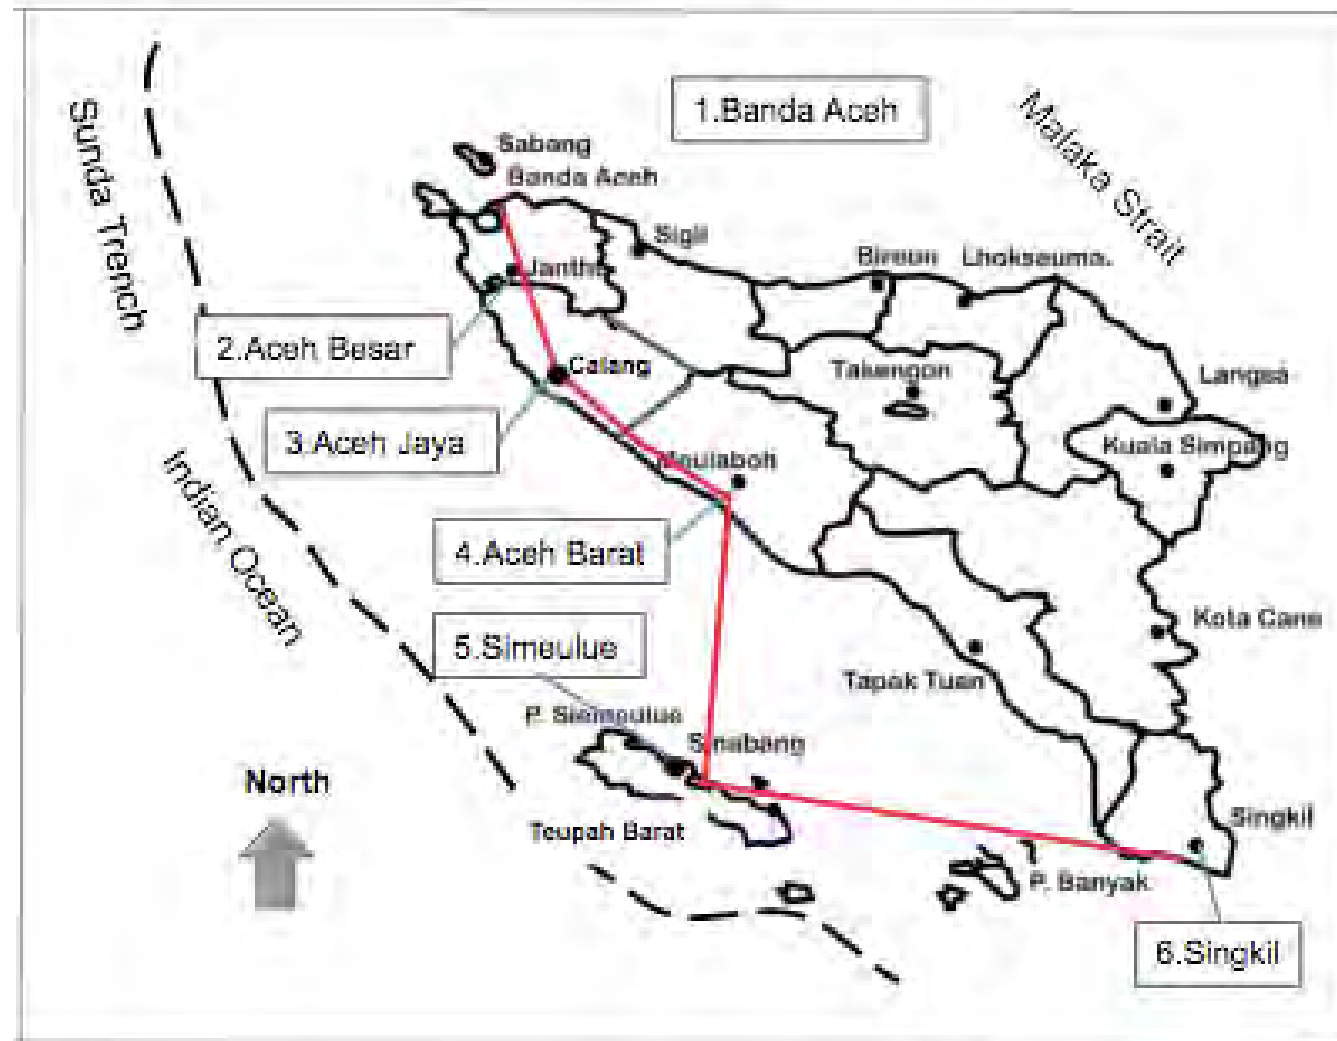 1.Banda Aceh
Malaka Strait
Sunda Trench
Sabang
Banda Aceh
Sigli
Bireun
Lhokseuma.
Jantho
2.Aceh Besar
Calang
Takengon
Langsa
3.Aceh Jaya
Kuala Simpang
Meulaboh
Indian Ocean
4.Aceh Barat
5.Simeulue
Kota Cane
Tapak Tuan
P. Siemeulue
Sinabang
North
Teupah Barat
Singkil
P. Banyak
6.Singkil